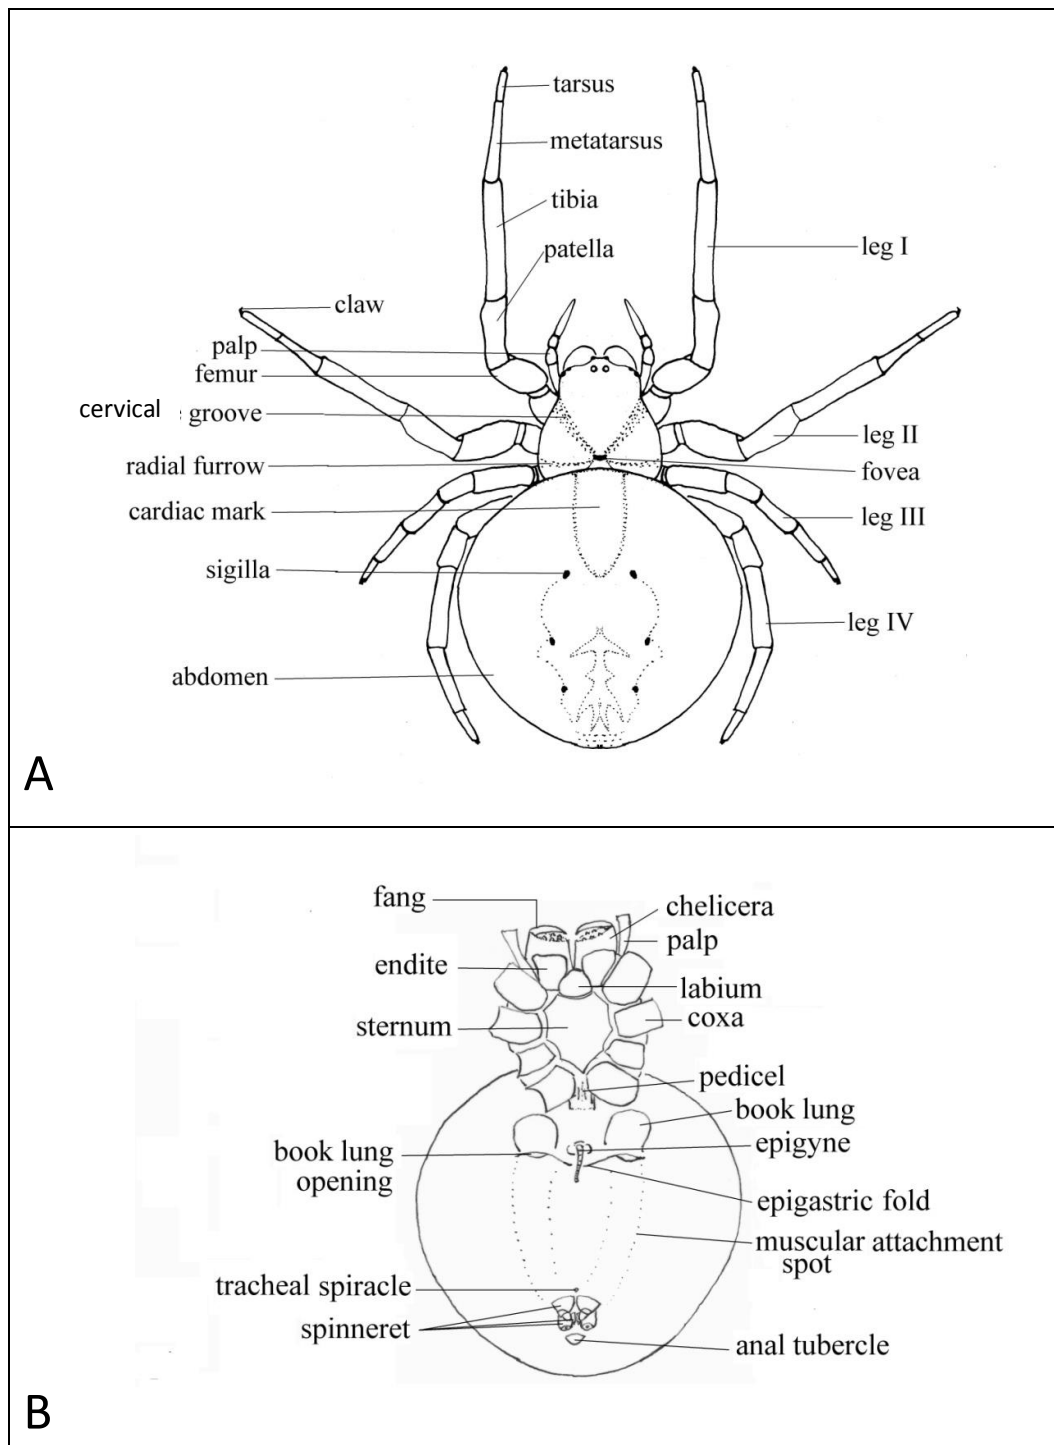 tarsus
metatarsus
tibia
patella
leg I
claw
palp
femur
cervical groove
leg II
radial furrow
fovea
cardiac mark
leg III
sigilla
leg IV
abdomen
A
fang
chelicera
palp
endite
labium
coxa
sternum
pedicel
book lung
epigyne
book lung
opening
epigastric fold
muscular attachment
spot
tracheal spiracle
spinneret
anal tubercle
B